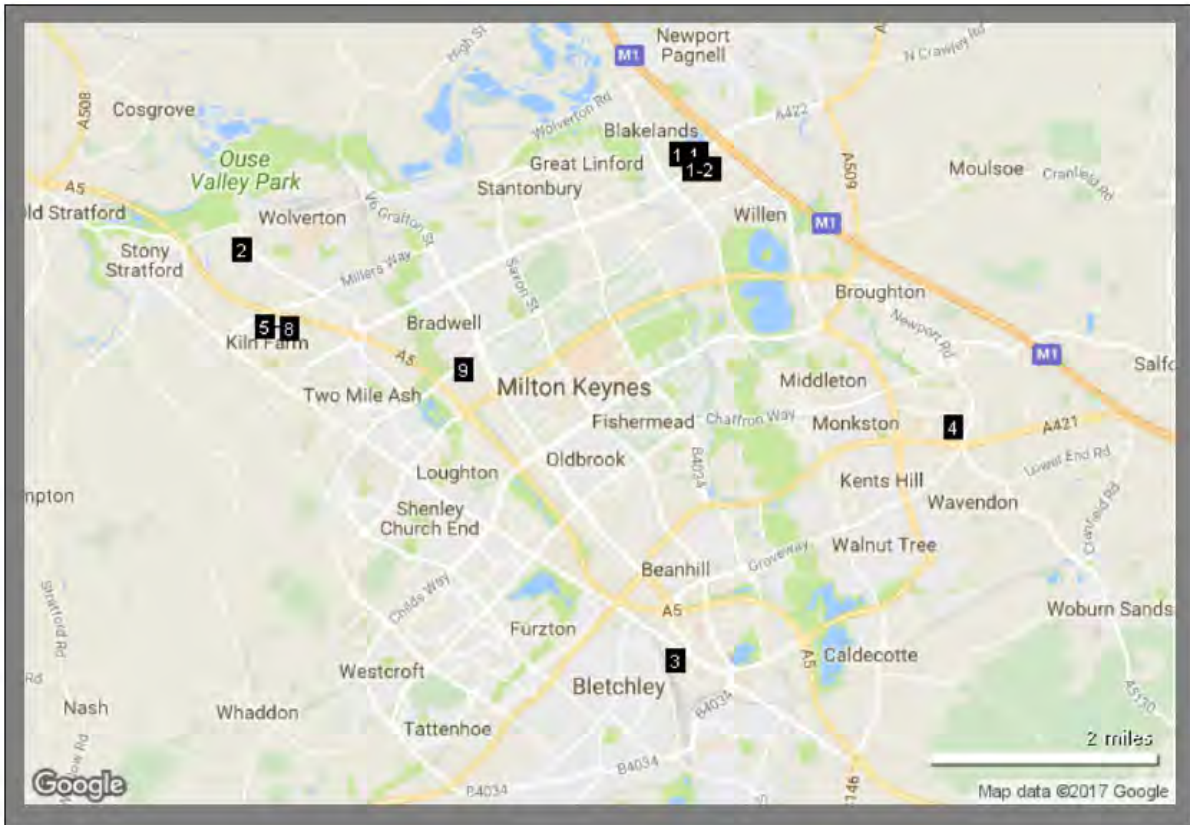 Newport
Pagnell
High St
N Crawley Rd
M1
A508
Cosgrove
Wolverton Rd
A422
Blakelands
Ouse
Valley Park
Great Linford
1 1
1-2
A509
Moulsoe
Cranfield Rd
Stantonbury
A5
V6 Grafton St
Wolverton
Willen
M1
Stony
Stratford
2
Millers Way
Saxon St
Broughton
5
8
Kiln Farm
Bradwell
Newport Rd
A5
M1
9
Milton Keynes
Middleton
Two Mile Ash
Fishermead
Chaffron Way
Monkston
4
A421
Loughton
Oldbrook
B4034
Kents Hill
Lower End Rd
Wavendon
Shenley
Church End
Cranfield Rd
Groveway
Walnut Tree
Beanhill
Stratford Rd
Childs Way
A5
Woburn Sands
Furzton
A5
Caldecotte
3
Westcroft
Bletchley
A5130
Nash
Whaddon
B4034
Tattenhoe
2 miles
B4034
B4034
Google
Map data ©2017 Google